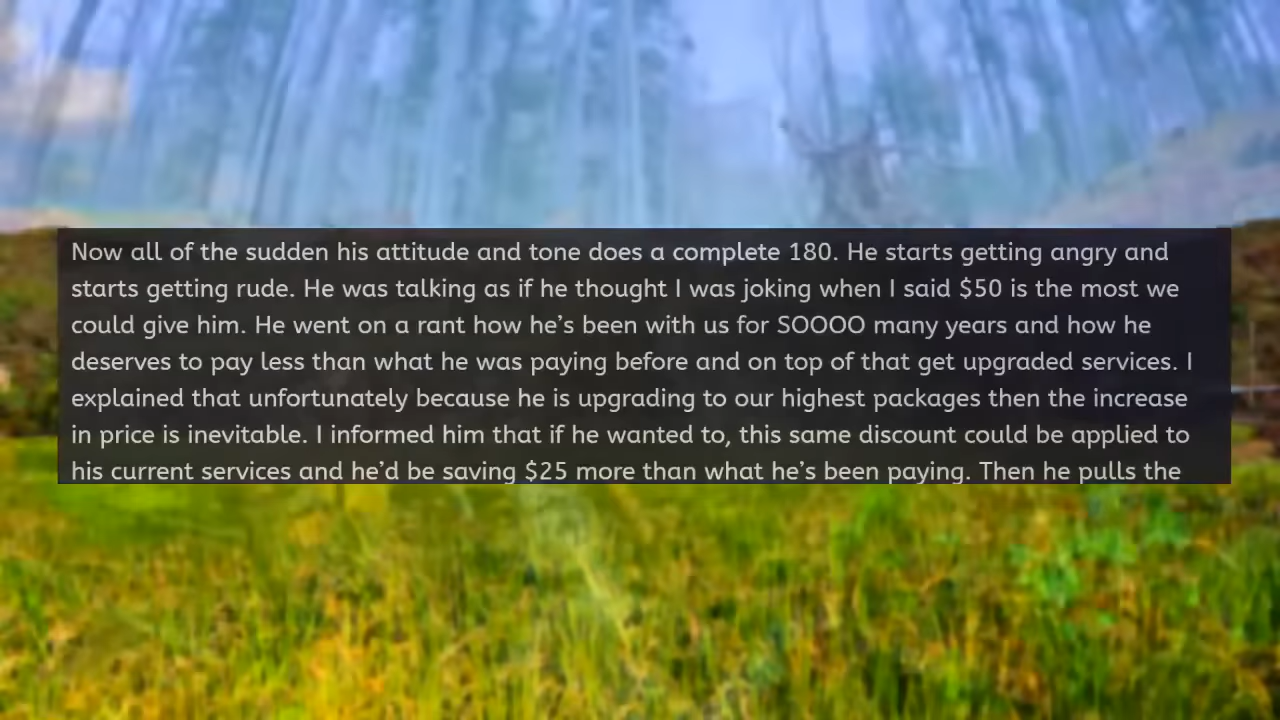 Now all of the sudden his attitude and tone does a complete 180. He starts getting angry and
starts getting rude. He was talking as if he thought I was joking when I said $50 is the most we
could give him. He went on a rant how he’s been with us for SOOOO many years and how he
deserves to pay less than what he was paying before and on top of that get upgraded services. I
explained that unfortunately because he is upgrading to our highest packages then the increase
in price is inevitable. I informed him that if he wanted to, this same discount could be applied to
his current services and he’d be saving $25 more than what he’s been paying. Then he pulls the